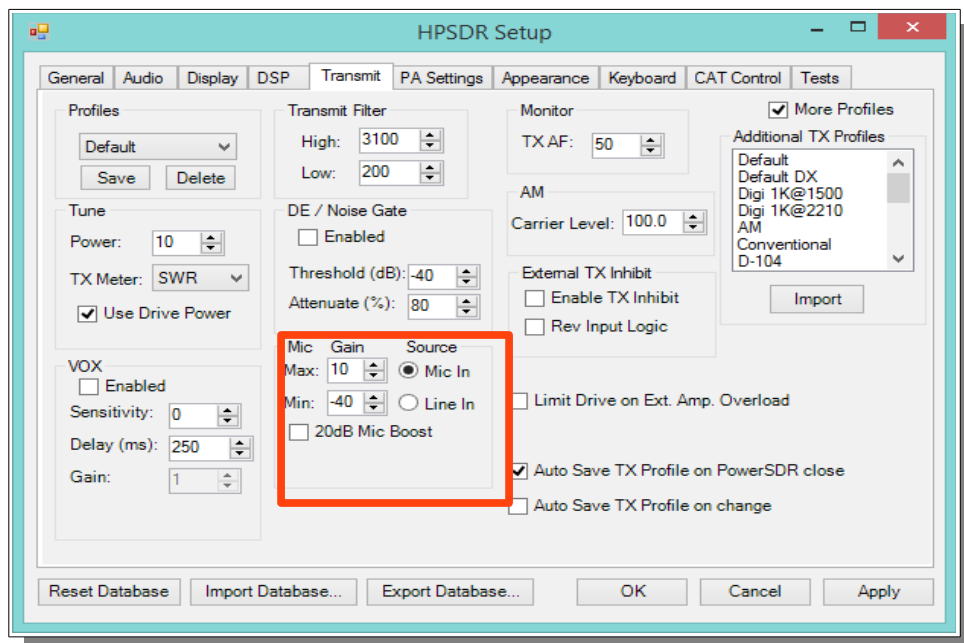 HPSDR Setup
General Audio Display DSP Transmit PA Settings Appearance Keyboard CAT Control Tests
Profiles
Default
Save Delete
Tune
Power: 10
TX Meter: SWR
Use Drive Power
VOX
Enabled
Sensitivity: 0
Delay (ms): 250
Gain: 1
Transmit Filter
High: 3100
Low: 200
DE / Noise Gate
Enabled
Threshold (dB): -40
Attenuate (%): 80
Mic Gain Source
Max: 10 Mic In
Min: -40 Line In
20dB Mic Boost
Monitor
TX AF: 50
AM
Carrier Level: 100.0
External TX Inhibit
Enable TX Inhibit
Rev Input Logic
Limit Drive on Ext. Amp. Overload
Auto Save TX Profile on PowerSDR close
Auto Save TX Profile on change
More Profiles
Additional TX Profiles
Default
Default DX
Digi 1K@1500
Digi 1K@2210
AM
Conventional
D-104
Import
Reset Database Import Database... Export Database... OK Cancel Apply